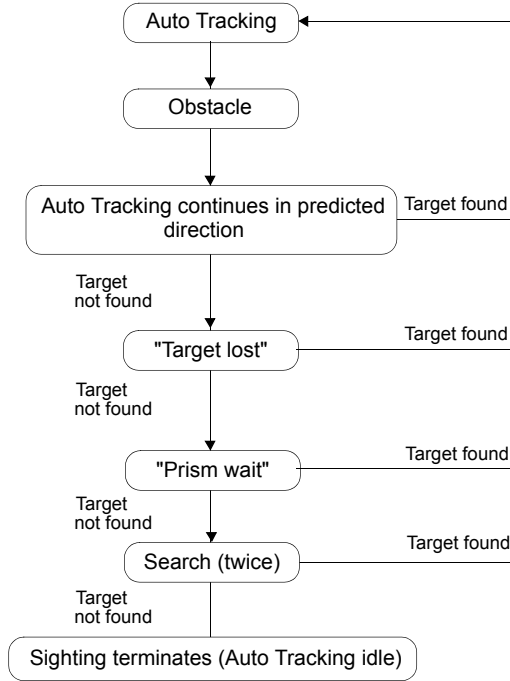 Auto Tracking
Obstacle
Auto Tracking continues in predicted
direction
Target found
Target
not found
"Target lost"
Target found
Target
not found
"Prism wait"
Target found
Target
not found
Search (twice)
Target found
Target
not found
Sighting terminates (Auto Tracking idle)